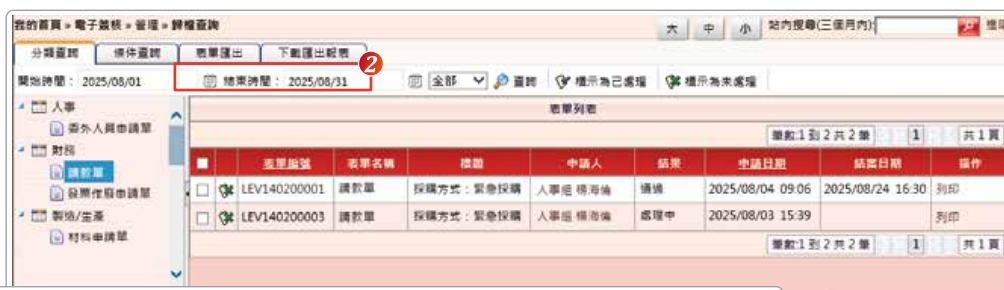 我的首頁 » 電子簽核 » 管理 » 歸檔查詢
大 中 小 站內搜尋(三個月內):
分類查詢 條件查詢 表單匯出 下載匯出報表
2
開始時間： 2025/08/01 結束時間： 2025/08/31 全部 查詢 標示為已處理 標示為未處理
人事
委外人員申請單
財務
請款單
發票作廢申請單
製造/生產
材料申請單
表單列表
筆數:1 到 2 共 2 筆 1 共 1 頁
表單編號 表單名稱 標題 申請人 結果 申請日期 結案日期 操作
LEV140200001 請款單 採購方式：緊急採購 人事組 楊海倫 通過 2025/08/04 09:06 2025/08/24 16:30 列印
LEV140200003 請款單 採購方式：緊急採購 人事組 楊海倫 處理中 2025/08/03 15:39 列印
筆數:1 到 2 共 2 筆 1 共 1 頁